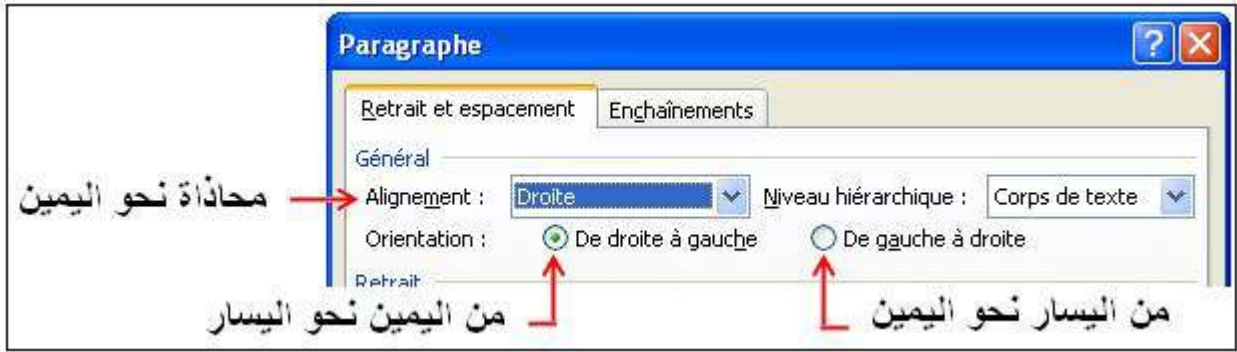 Paragraphe
Retrait et espacement Enchaînements
Général
محاذاة نحو اليمين Alignement : Droite Niveau hiérarchique : Corps de texte
Orientation : De droite à gauche De gauche à droite
Retrait
من اليمين نحو اليسار من اليسار نحو اليمين